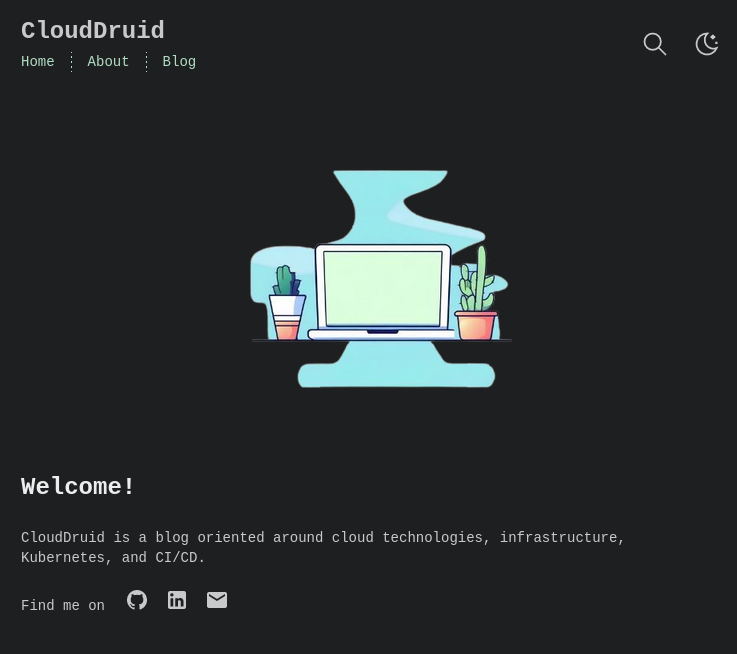 CloudDruid
Home About Blog
Welcome!
CloudDruid is a blog oriented around cloud technologies, infrastructure,
Kubernetes, and CI/CD.
Find me on